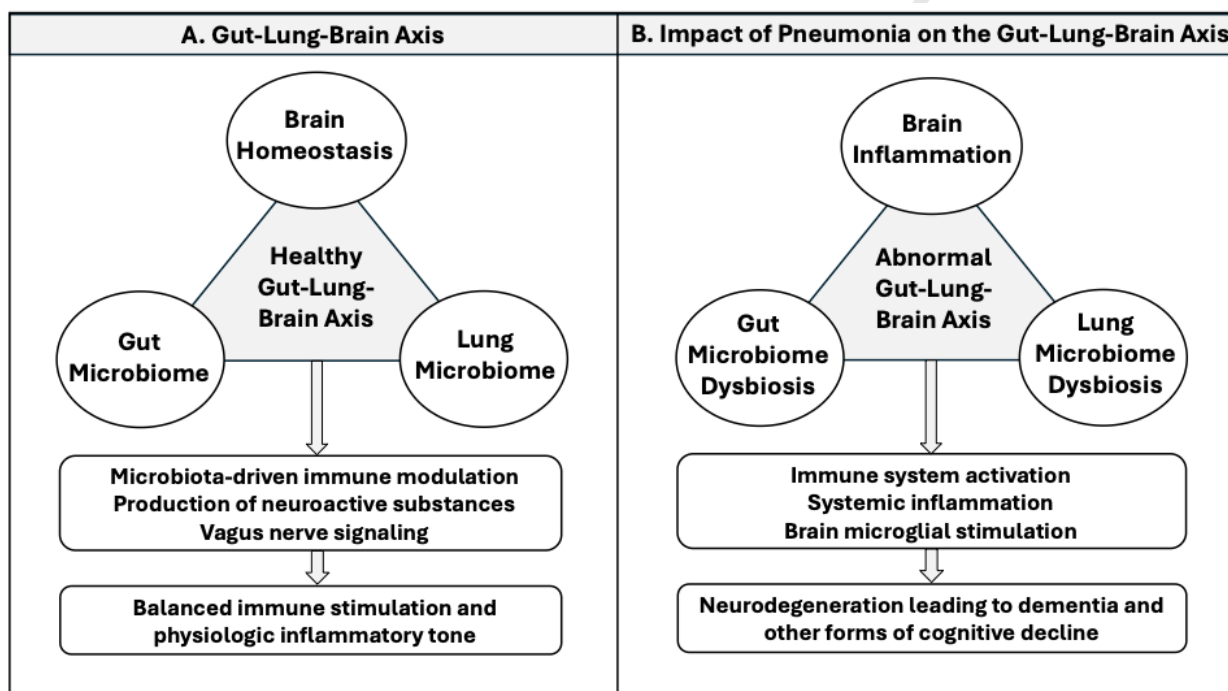 A. Gut-Lung-Brain Axis
Brain
Homeostasis
Healthy
Gut-Lung-
Brain Axis
Gut
Microbiome
Lung
Microbiome
Microbiota-driven immune modulation
Production of neuroactive substances
Vagus nerve signaling
Balanced immune stimulation and
physiologic inflammatory tone
B. Impact of Pneumonia on the Gut-Lung-Brain Axis
Brain
Inflammation
Abnormal
Gut-Lung-
Brain Axis
Gut
Microbiome
Dysbiosis
Lung
Microbiome
Dysbiosis
Immune system activation
Systemic inflammation
Brain microglial stimulation
Neurodegeneration leading to dementia and
other forms of cognitive decline